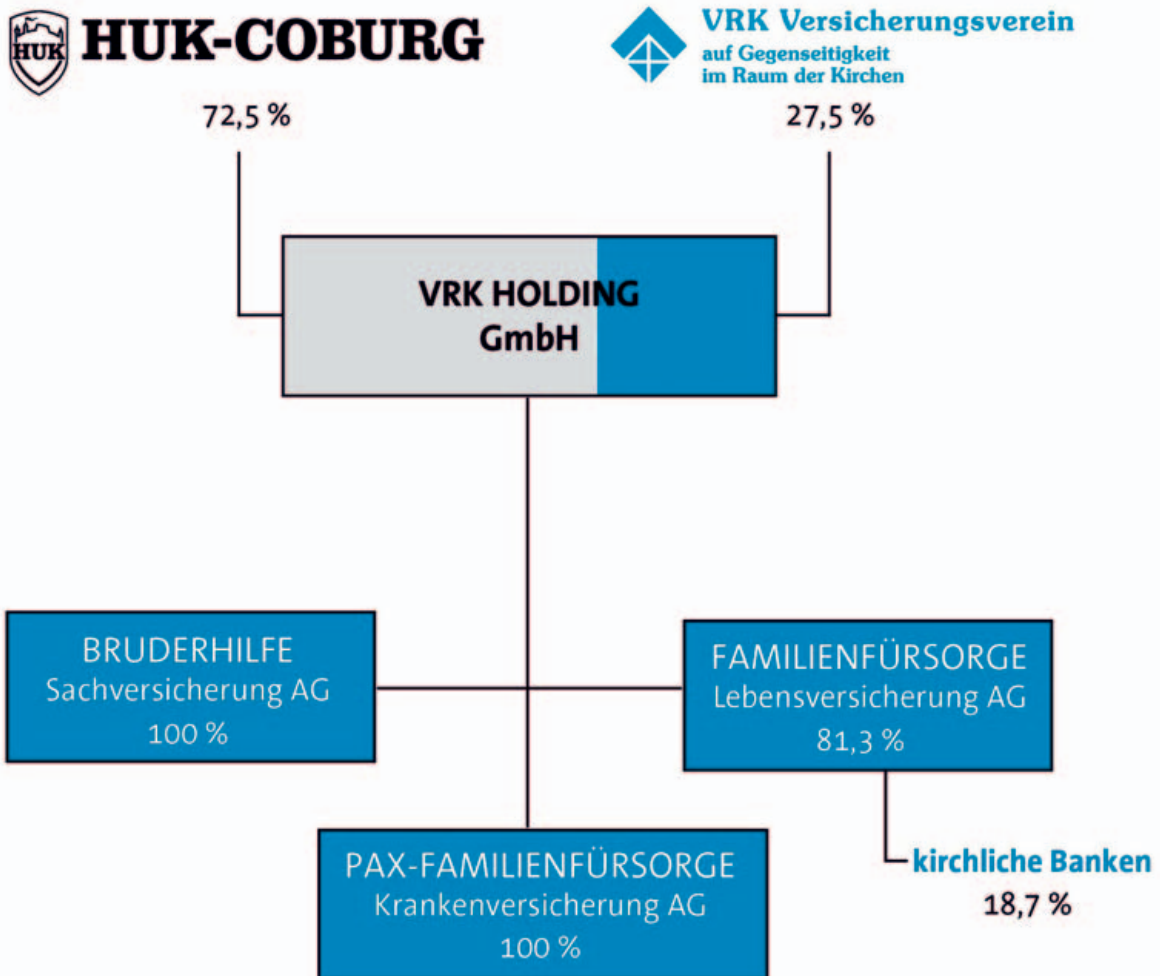 HUK
HUK-COBURG
72,5 %
VRK Versicherungsverein
auf Gegenseitigkeit
im Raum der Kirchen
27,5 %
VRK HOLDING
GmbH
BRUDERHILFE
Sachversicherung AG
100 %
FAMILIENFÜRSORGE
Lebensversicherung AG
81,3 %
PAX-FAMILIENFÜRSORGE
Krankenversicherung AG
100 %
kirchliche Banken
18,7 %